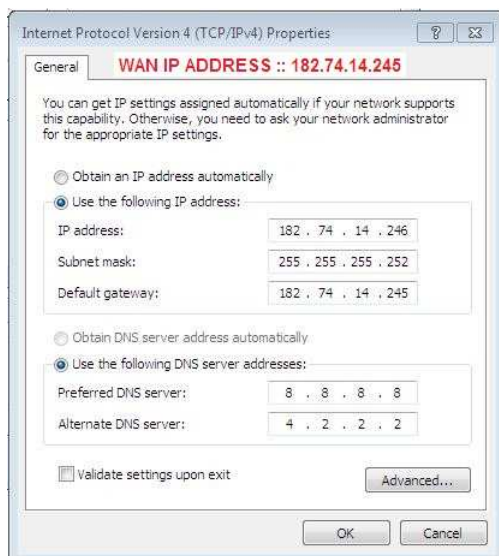 Internet Protocol Version 4 (TCP/IPv4) Properties
General
WAN IP ADDRESS :: 182.74.14.245
You can get IP settings assigned automatically if your network supports
this capability. Otherwise, you need to ask your network administrator
for the appropriate IP settings.
Obtain an IP address automatically
Use the following IP address:
IP address: 182 . 74 . 14 . 246
Subnet mask: 255 . 255 . 255 . 252
Default gateway: 182 . 74 . 14 . 245
Obtain DNS server address automatically
Use the following DNS server addresses:
Preferred DNS server: 8 . 8 . 8 . 8
Alternate DNS server: 4 . 2 . 2 . 2
Validate settings upon exit
Advanced...
OK Cancel